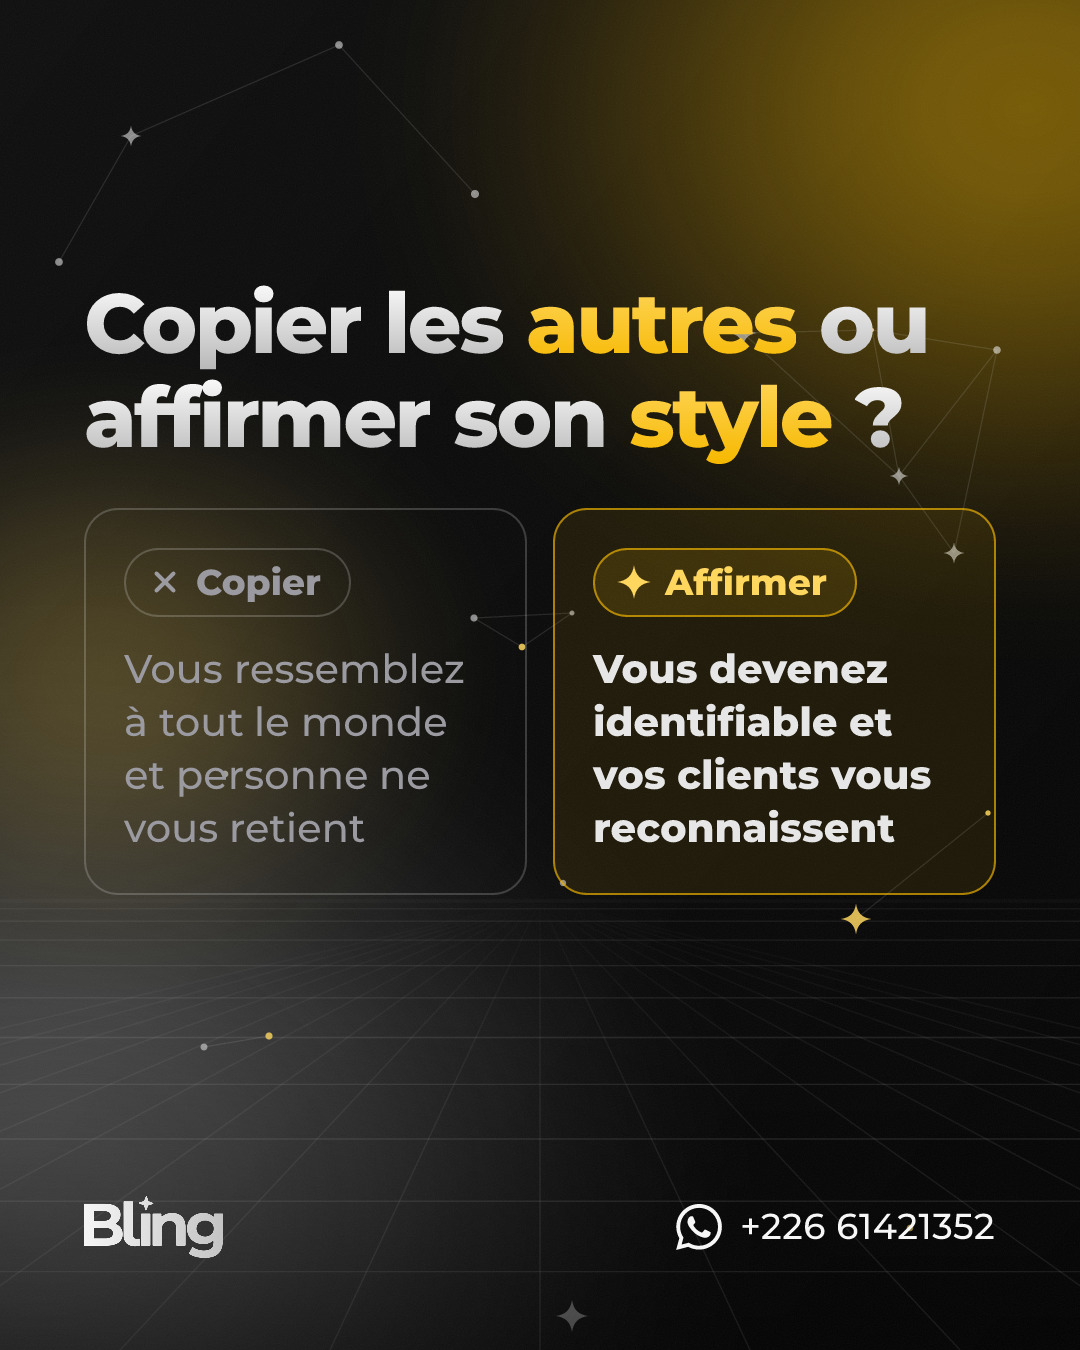 Copier les autres ou
affirmer son style ?
Copier
Vous ressemblez
à tout le monde
et personne ne
vous retient
Affirmer
Vous devenez
identifiable et
vos clients vous
reconnaissent
Bling
+226 61421352